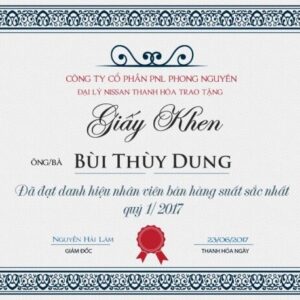 CÔNG TY CỔ PHẦN PNL PHONG NGUYÊN
ĐẠI LÝ NISSAN THANH HÓA TRAO TẶNG
Giấy Khen
ÔNG/BÀ BÙI THÙY DUNG
Đã đạt danh hiệu nhân viên bán hàng suất sắc nhất
quý 1/ 2017
NGUYỄN HẢI LÂM 23/06/2017
GIÁM ĐỐC THANH HÓA NGÀY